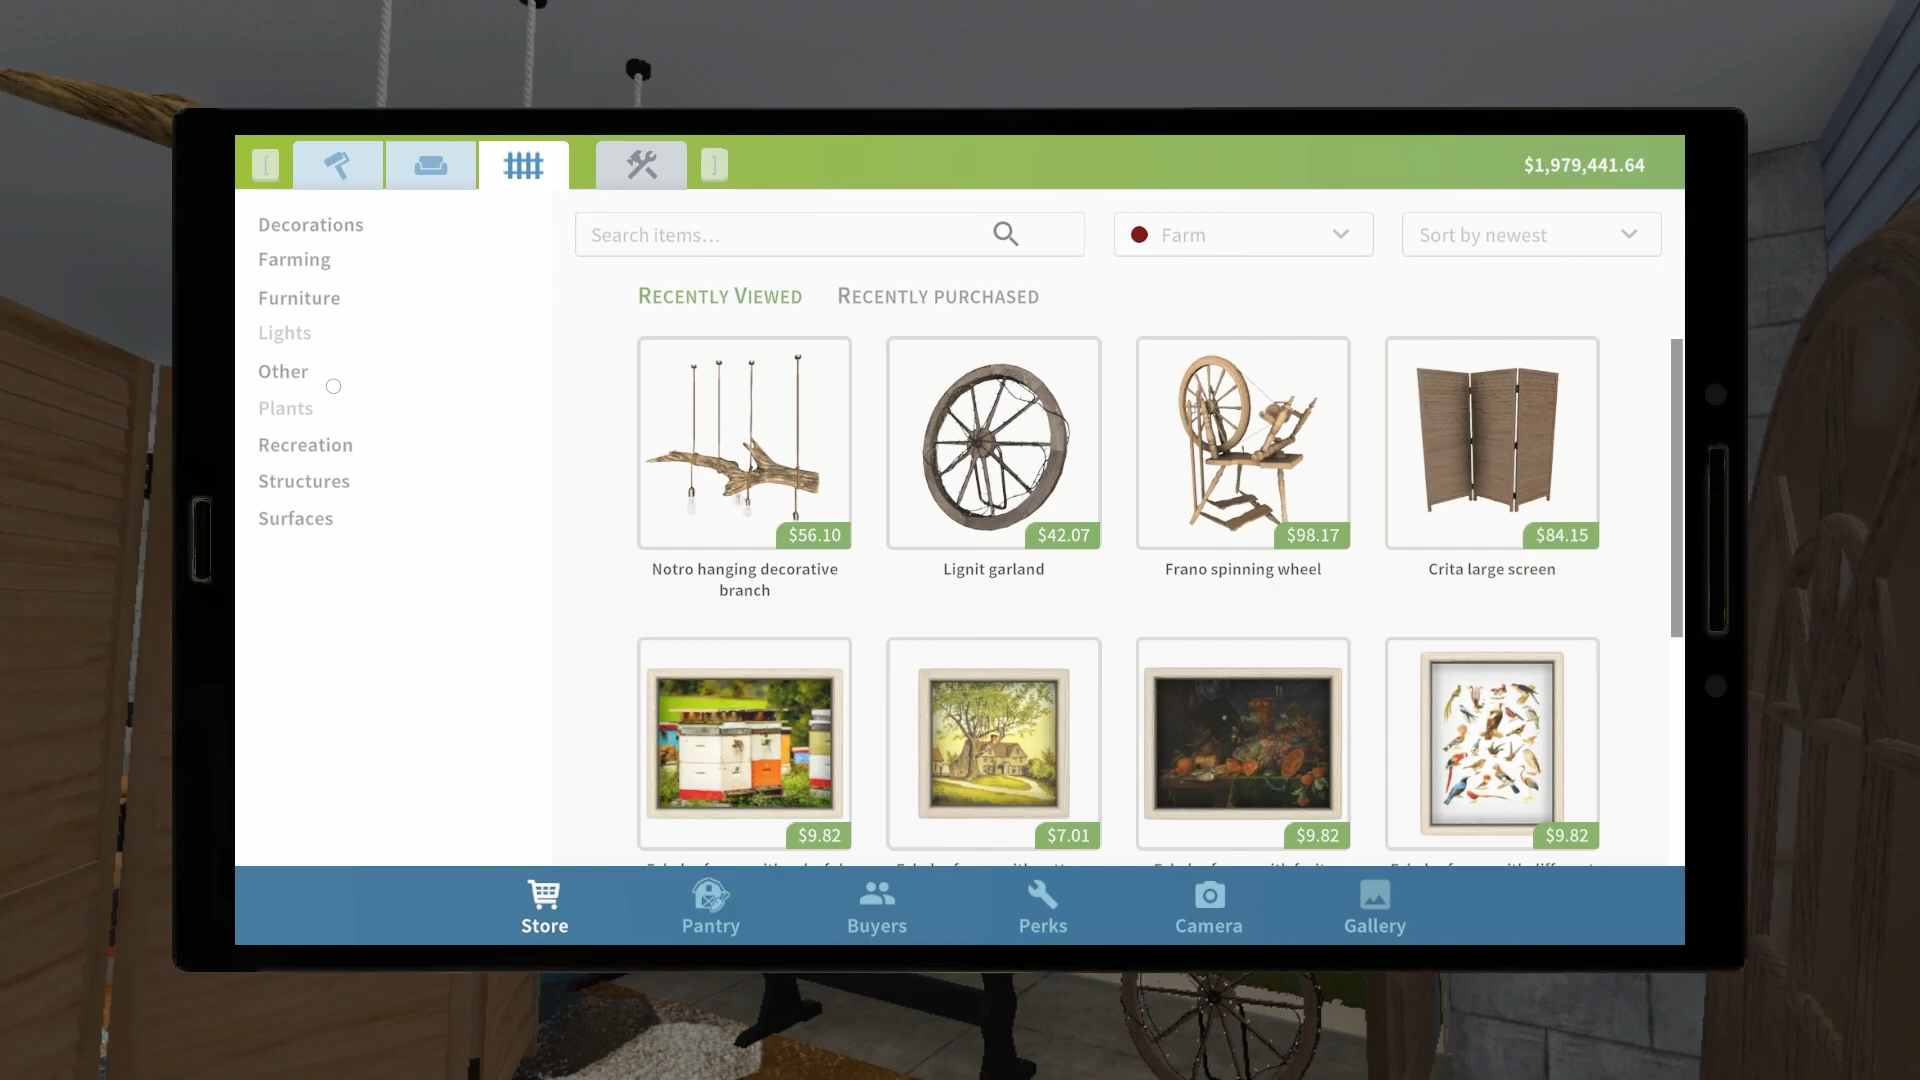 [
]
$1,979,441.64
Decorations
Farming
Furniture
Lights
Other
Plants
Recreation
Structures
Surfaces
Search items...
Farm
Sort by newest
Recently Viewed
Recently purchased
$56.10
$42.07
$98.17
$84.15
Notro hanging decorative
branch
Lignit garland
Frano spinning wheel
Crita large screen
$9.82
$7.01
$9.82
$9.82
Store
Pantry
Buyers
Perks
Camera
Gallery